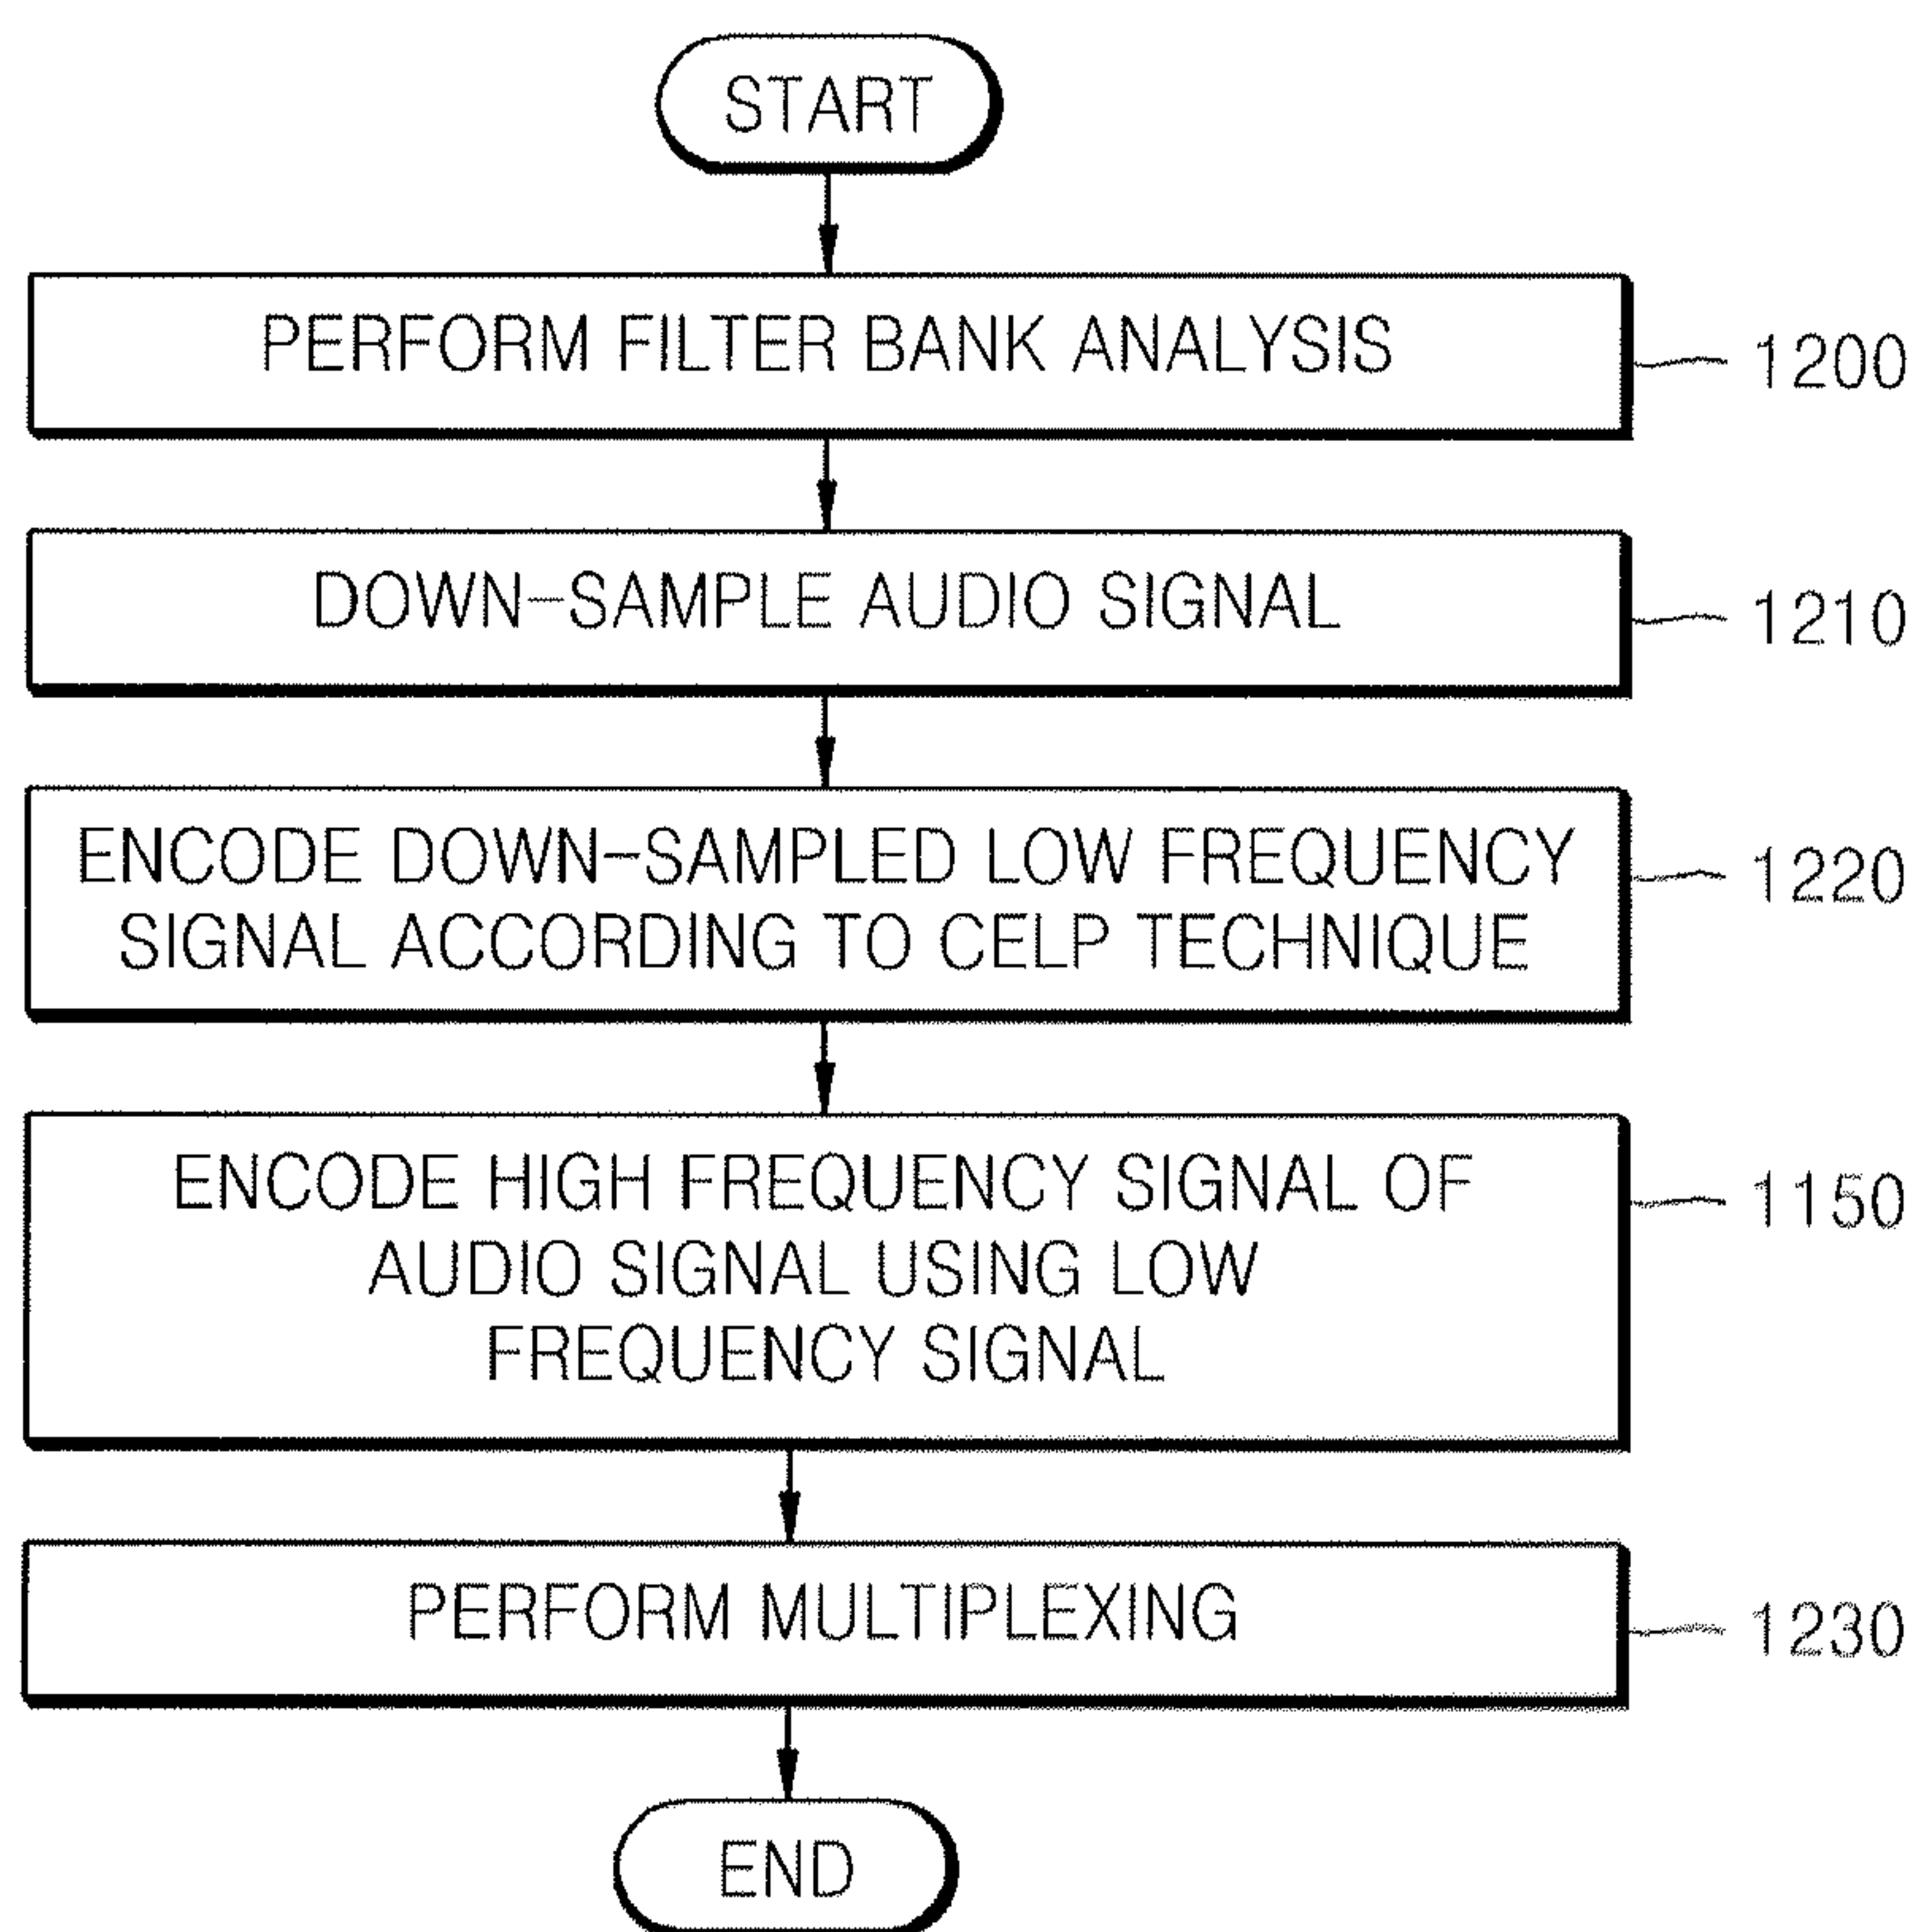 START
PERFORM FILTER BANK ANALYSIS
1200
DOWN-SAMPLE AUDIO SIGNAL
1210
ENCODE DOWN-SAMPLED LOW FREQUENCY
SIGNAL ACCORDING TO CELP TECHNIQUE
1220
ENCODE HIGH FREQUENCY SIGNAL OF
AUDIO SIGNAL USING LOW
FREQUENCY SIGNAL
1150
PERFORM MULTIPLEXING
1230
END